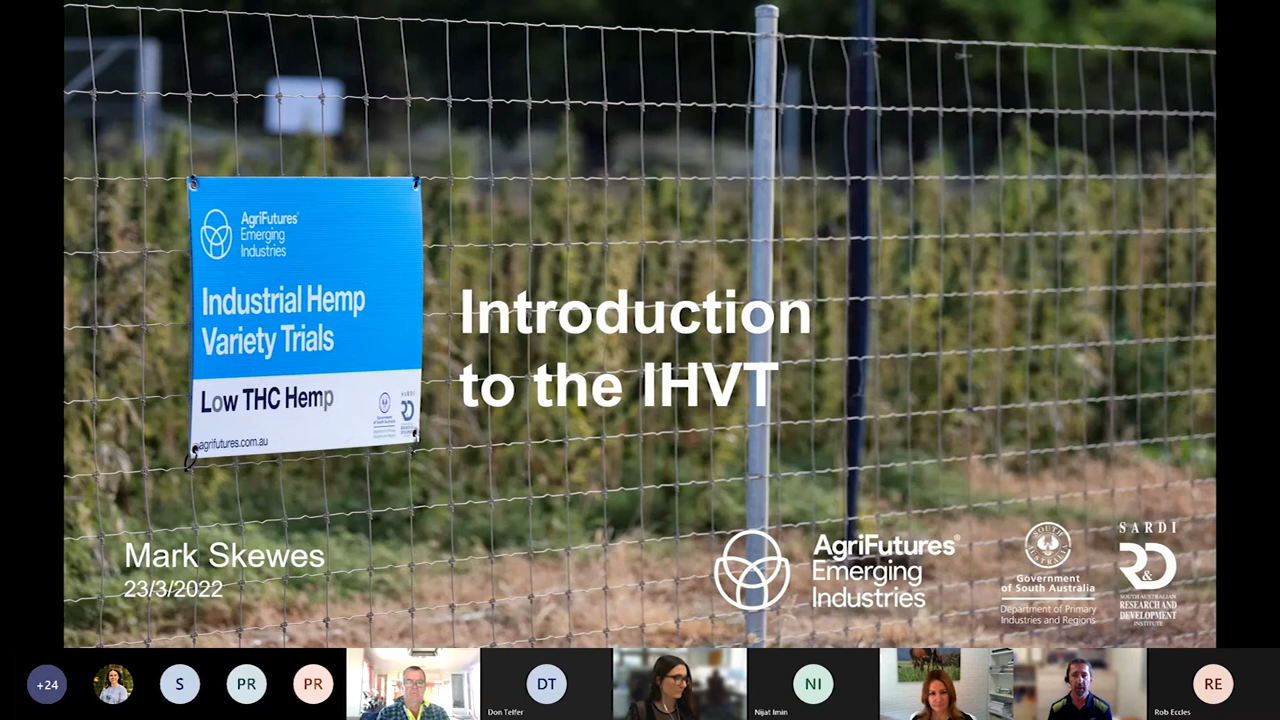 AgriFutures®
Emerging
Industries
Industrial Hemp
Variety Trials
Low THC Hemp
agrifutures.com.au
Introduction
to the IHVT
Mark Skewes
23/3/2022
AgriFutures®
Emerging
Industries
SOUTH
AUSTRALIA
Government
of South Australia
Department of Primary
Industries and Regions
SARDI
R&D
SOUTH AUSTRALIAN
RESEARCH AND
DEVELOPMENT
INSTITUTE
+24
S
PR
PR
DT
Don Telfer
NI
Nijat Imin
RE
Rob Eccles